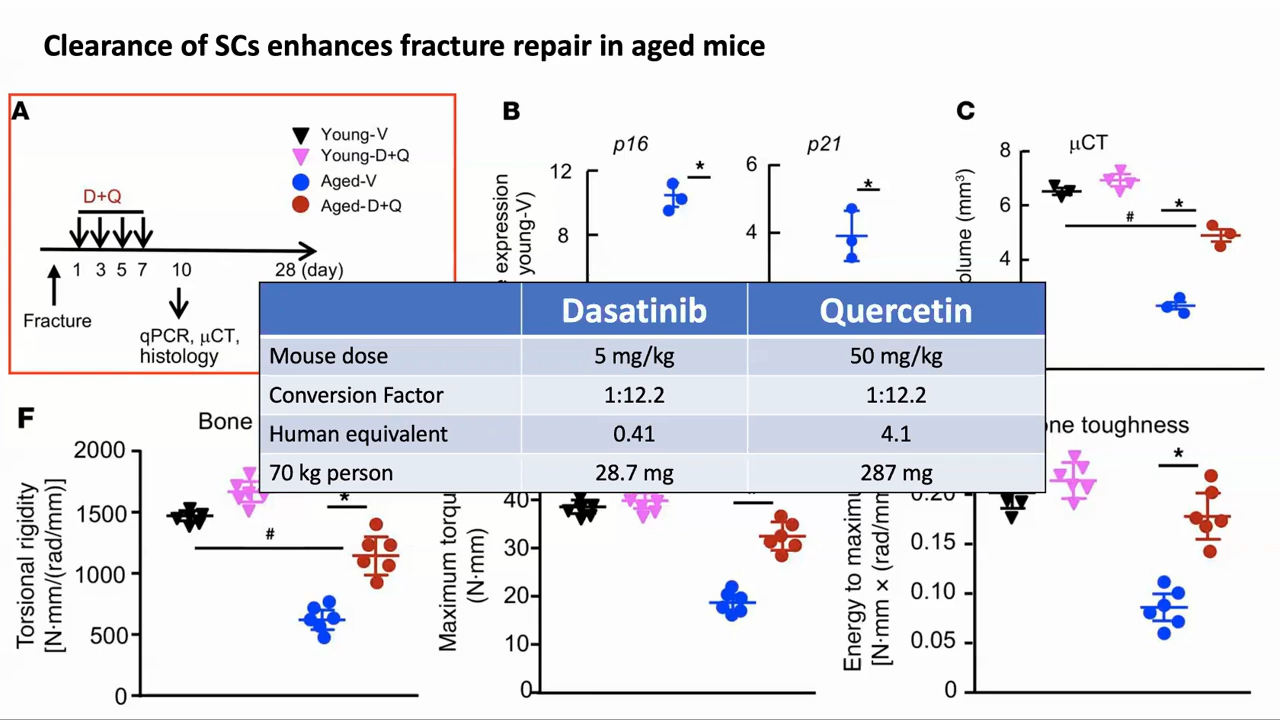 Clearance of SCs enhances fracture repair in aged mice
A
Young-V
Young-D+Q
Aged-V
Aged-D+Q
D+Q
1 3 5 7 10 28 (day)
Fracture
qPCR, μCT,
histology
B
p16
12
8
*
expression
young-V)
p21
6
4
*
C
μCT
8
6
4
(mm³)
*
#
Dasatinib Quercetin
Mouse dose 5 mg/kg 50 mg/kg
Conversion Factor 1:12.2 1:12.2
Human equivalent 0.41 4.1
70 kg person 28.7 mg 287 mg
F
Bone
2000
1500
1000
500
0
Torsional rigidity
[N·mm/(rad/mm)]
*
#
40
30
20
10
0
Maximum
(N·mm)
toughness
0.20
0.15
0.10
0.05
0
Energy to
[N·mm × (rad/mm
*